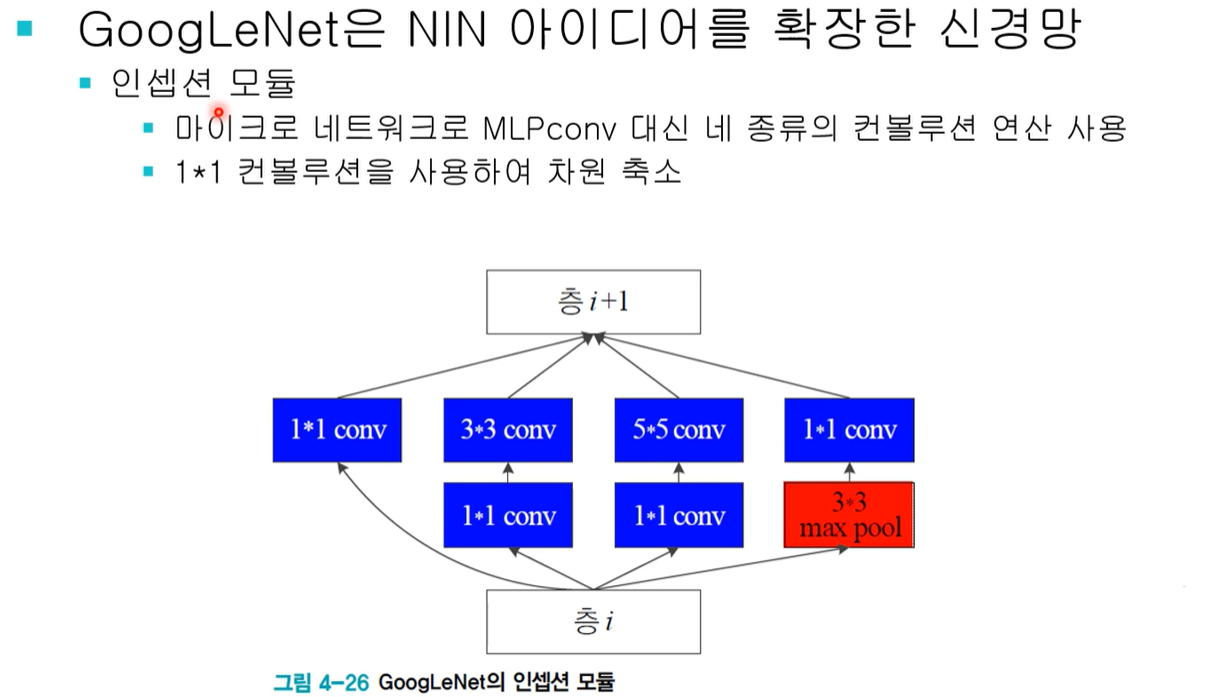 GoogLeNet은 NIN 아이디어를 확장한 신경망
인셉션 모듈
마이크로 네트워크로 MLPconv 대신 네 종류의 컨볼루션 연산 사용
1*1 컨볼루션을 사용하여 차원 축소
층 i+1
1*1 conv
3*3 conv
5*5 conv
1*1 conv
1*1 conv
1*1 conv
3*3
max pool
층 i
그림 4-26 GoogLeNet의 인셉션 모듈